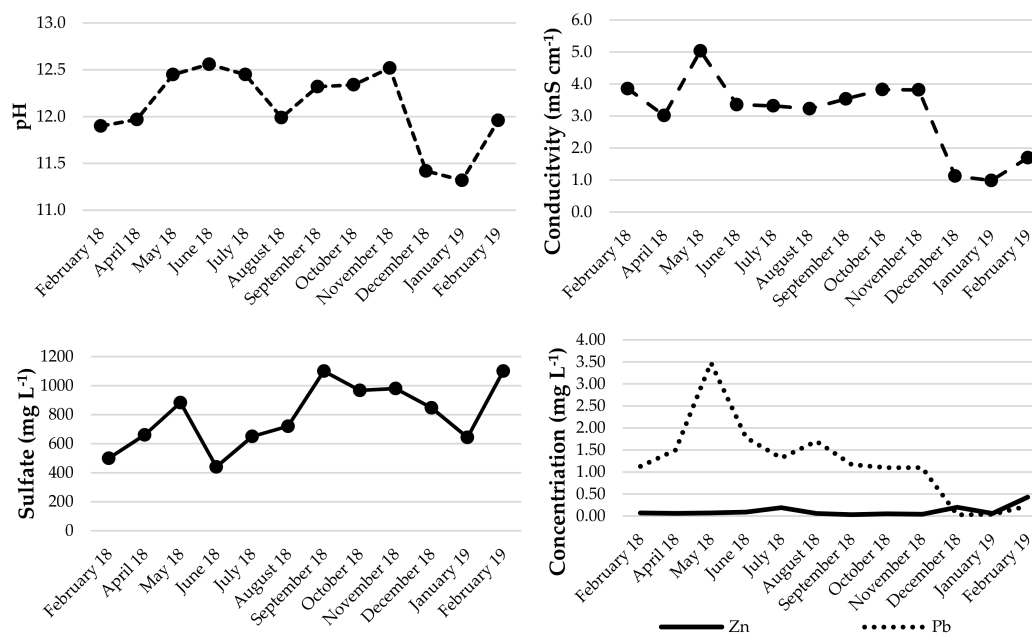 pH
13.0
12.5
12.0
11.5
11.0
February 18
April 18
May 18
June 18
July 18
August 18
September 18
October 18
November 18
December 18
January 19
February 19
Conducitvity (mS cm⁻¹)
6.0
5.0
4.0
3.0
2.0
1.0
0.0
February 18
April 18
May 18
June 18
July 18
August 18
September 18
October 18
November 18
December 18
January 19
February 19
Sulfate (mg L⁻¹)
1200
1000
800
600
400
200
0
February 18
April 18
May 18
June 18
July 18
August 18
September 18
October 18
November 18
December 18
January 19
February 19
Concentriation (mg L⁻¹)
4.00
3.50
3.00
2.50
2.00
1.50
1.00
0.50
0.00
February 18
April 18
May 18
June 18
July 18
August 18
September 18
October 18
November 18
December 18
January 19
February 19
Zn
Pb